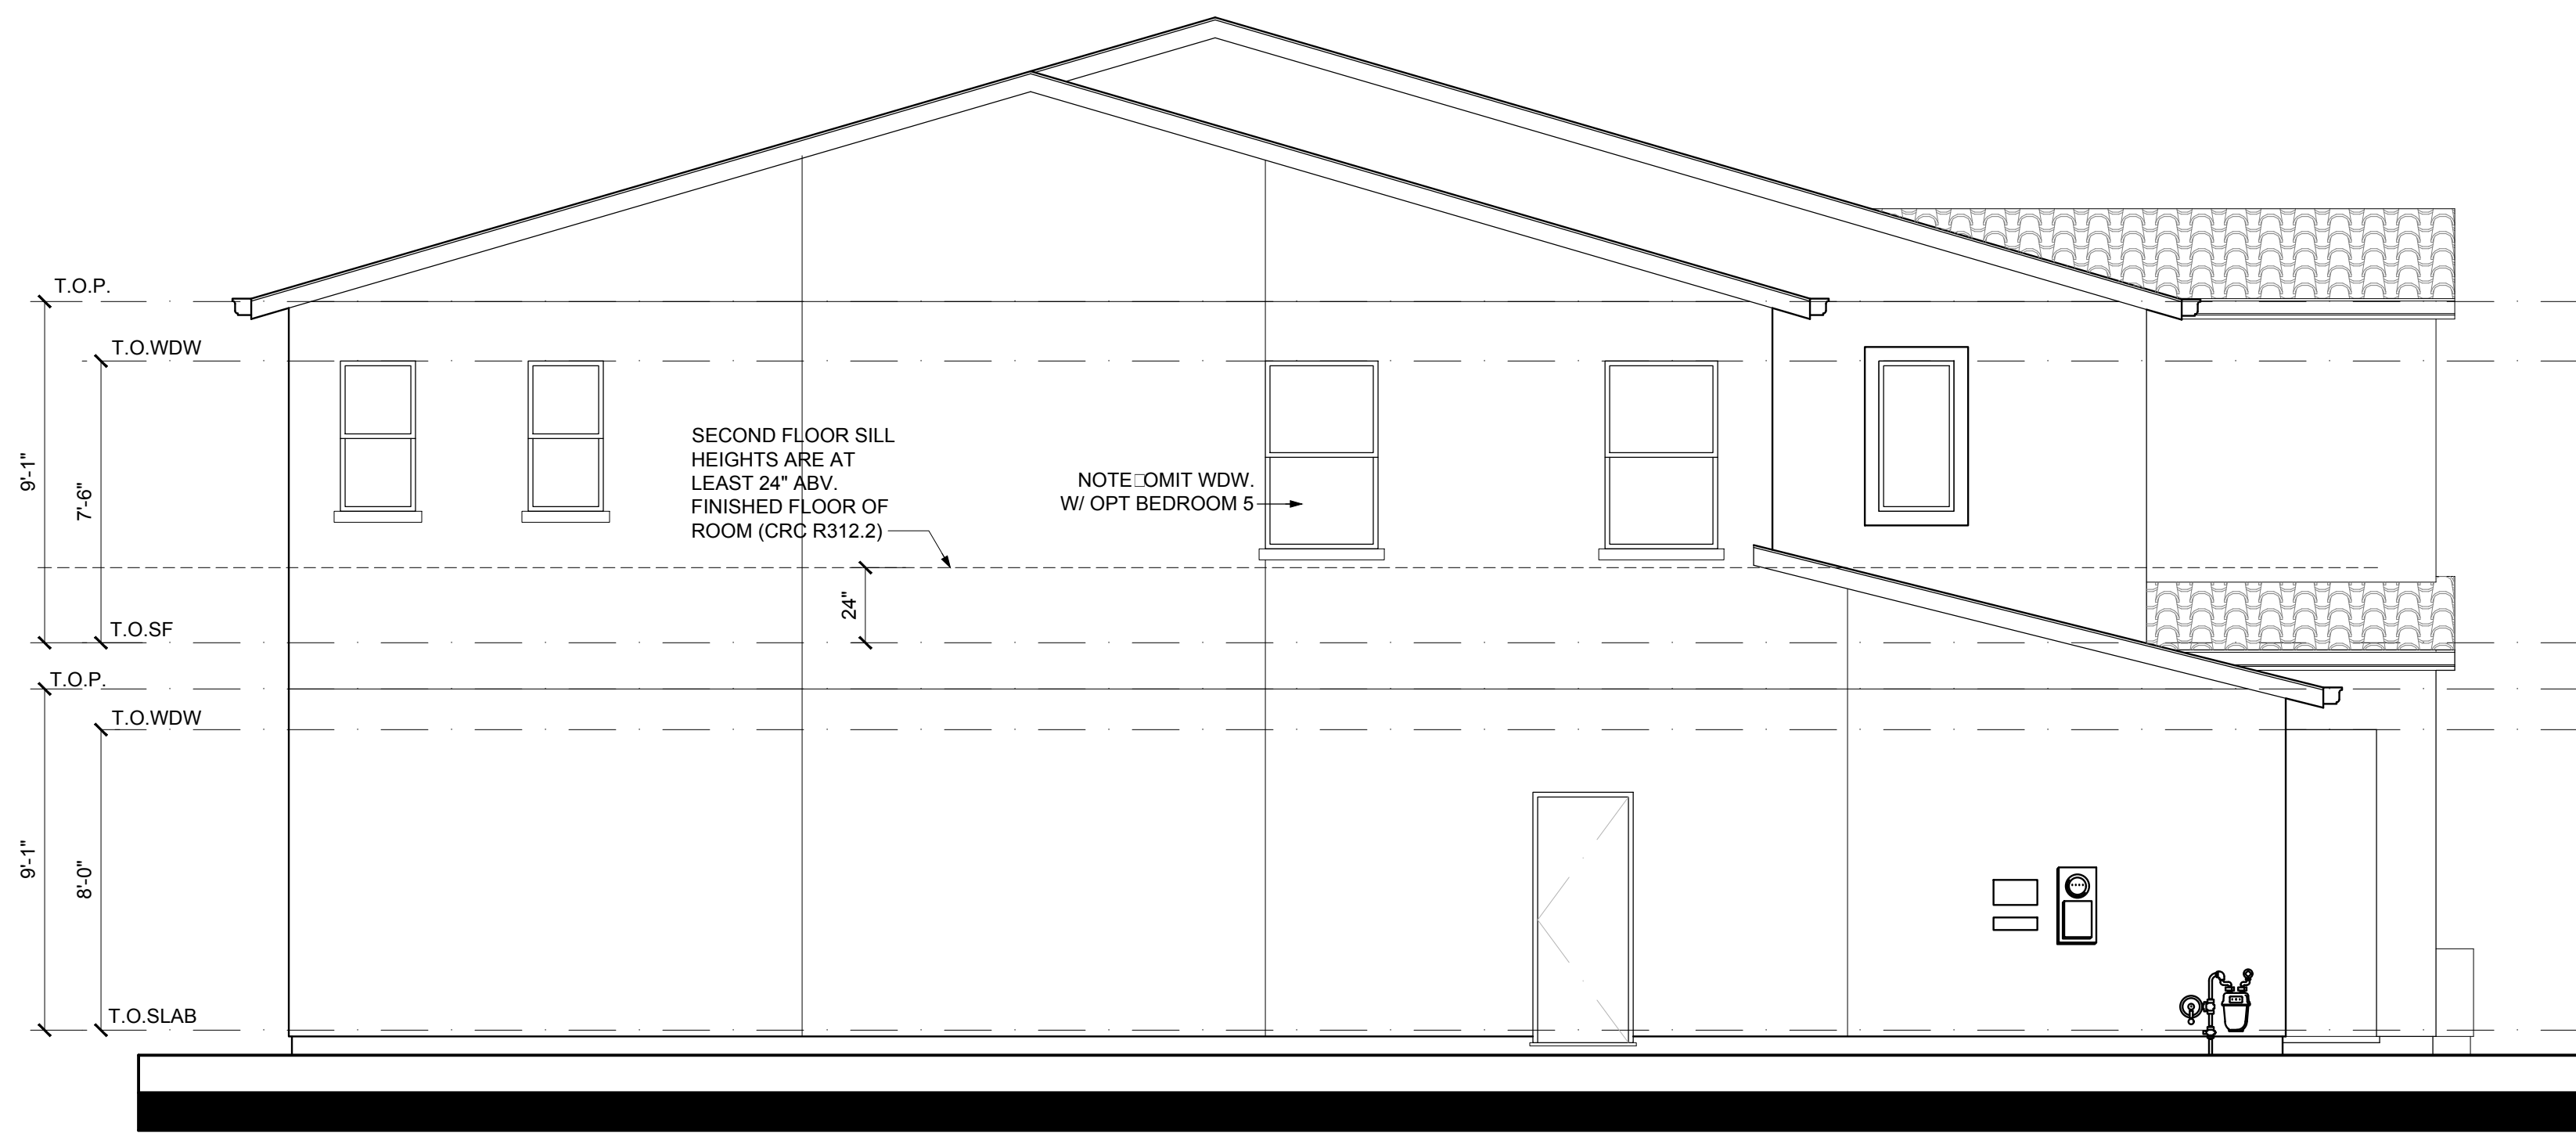 T.O.P.
T.O.WDW
9'-1"
7'-6"
SECOND FLOOR SILL
HEIGHTS ARE AT
LEAST 24" ABV.
FINISHED FLOOR OF
ROOM (CRC R312.2)
NOTE□OMIT WDW.
W/ OPT BEDROOM 5
24"
T.O.SF
T.O.P.
T.O.WDW
9'-1"
8'-0"
T.O.SLAB